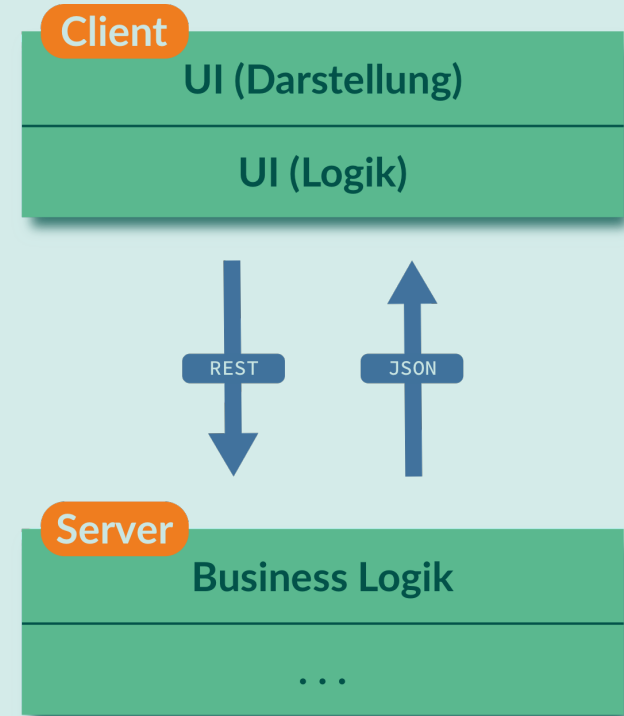 Client
UI (Darstellung)
UI (Logik)
REST
JSON
Server
Business Logik
...